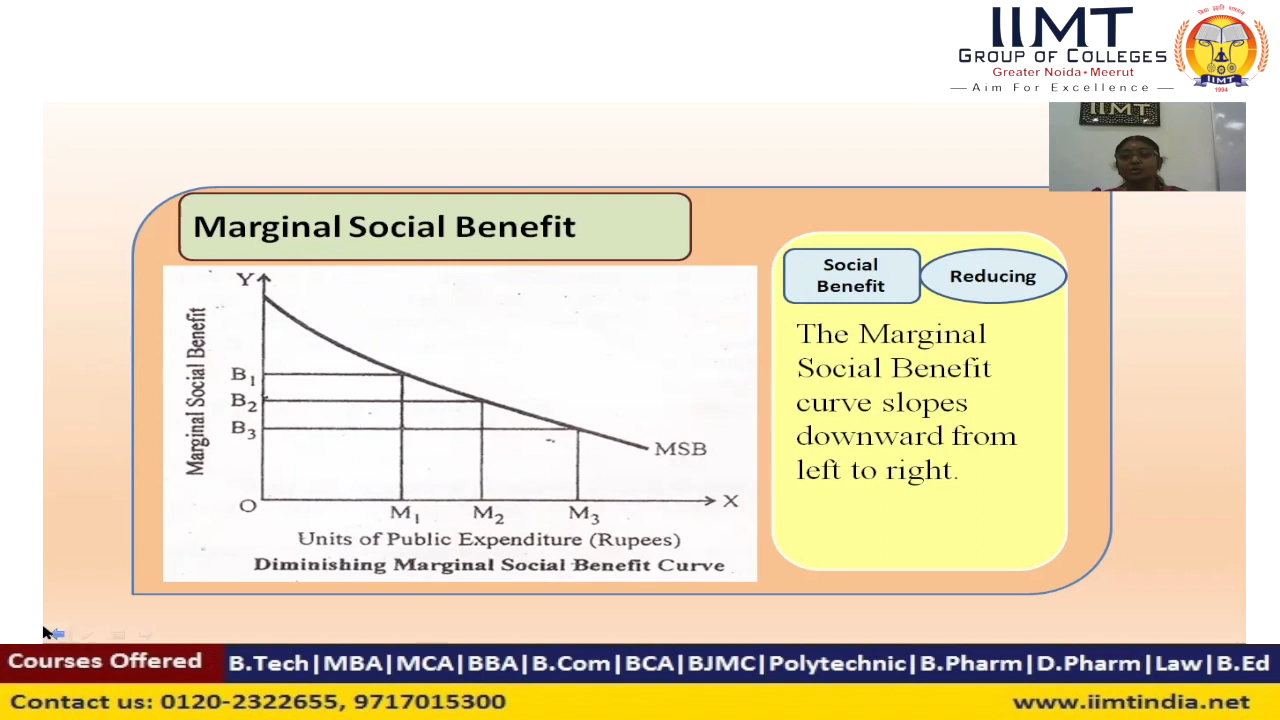 IIMT
GROUP OF COLLEGES
Greater Noida • Meerut
Aim For Excellence
IIMT
1994
IIMT
Marginal Social Benefit
Y
Marginal Social Benefit
B1
B2
B3
MSB
O
M1 M2 M3
X
Units of Public Expenditure (Rupees)
Diminishing Marginal Social Benefit Curve
Social
Benefit
Reducing
The Marginal
Social Benefit
curve slopes
downward from
left to right.
Courses Offered
B.Tech|MBA|MCA|BBA|B.Com|BCA|BJMC|Polytechnic|B.Pharm|D.Pharm|Law|B.Ed
Contact us: 0120-2322655, 9717015300
www.iimtindia.net